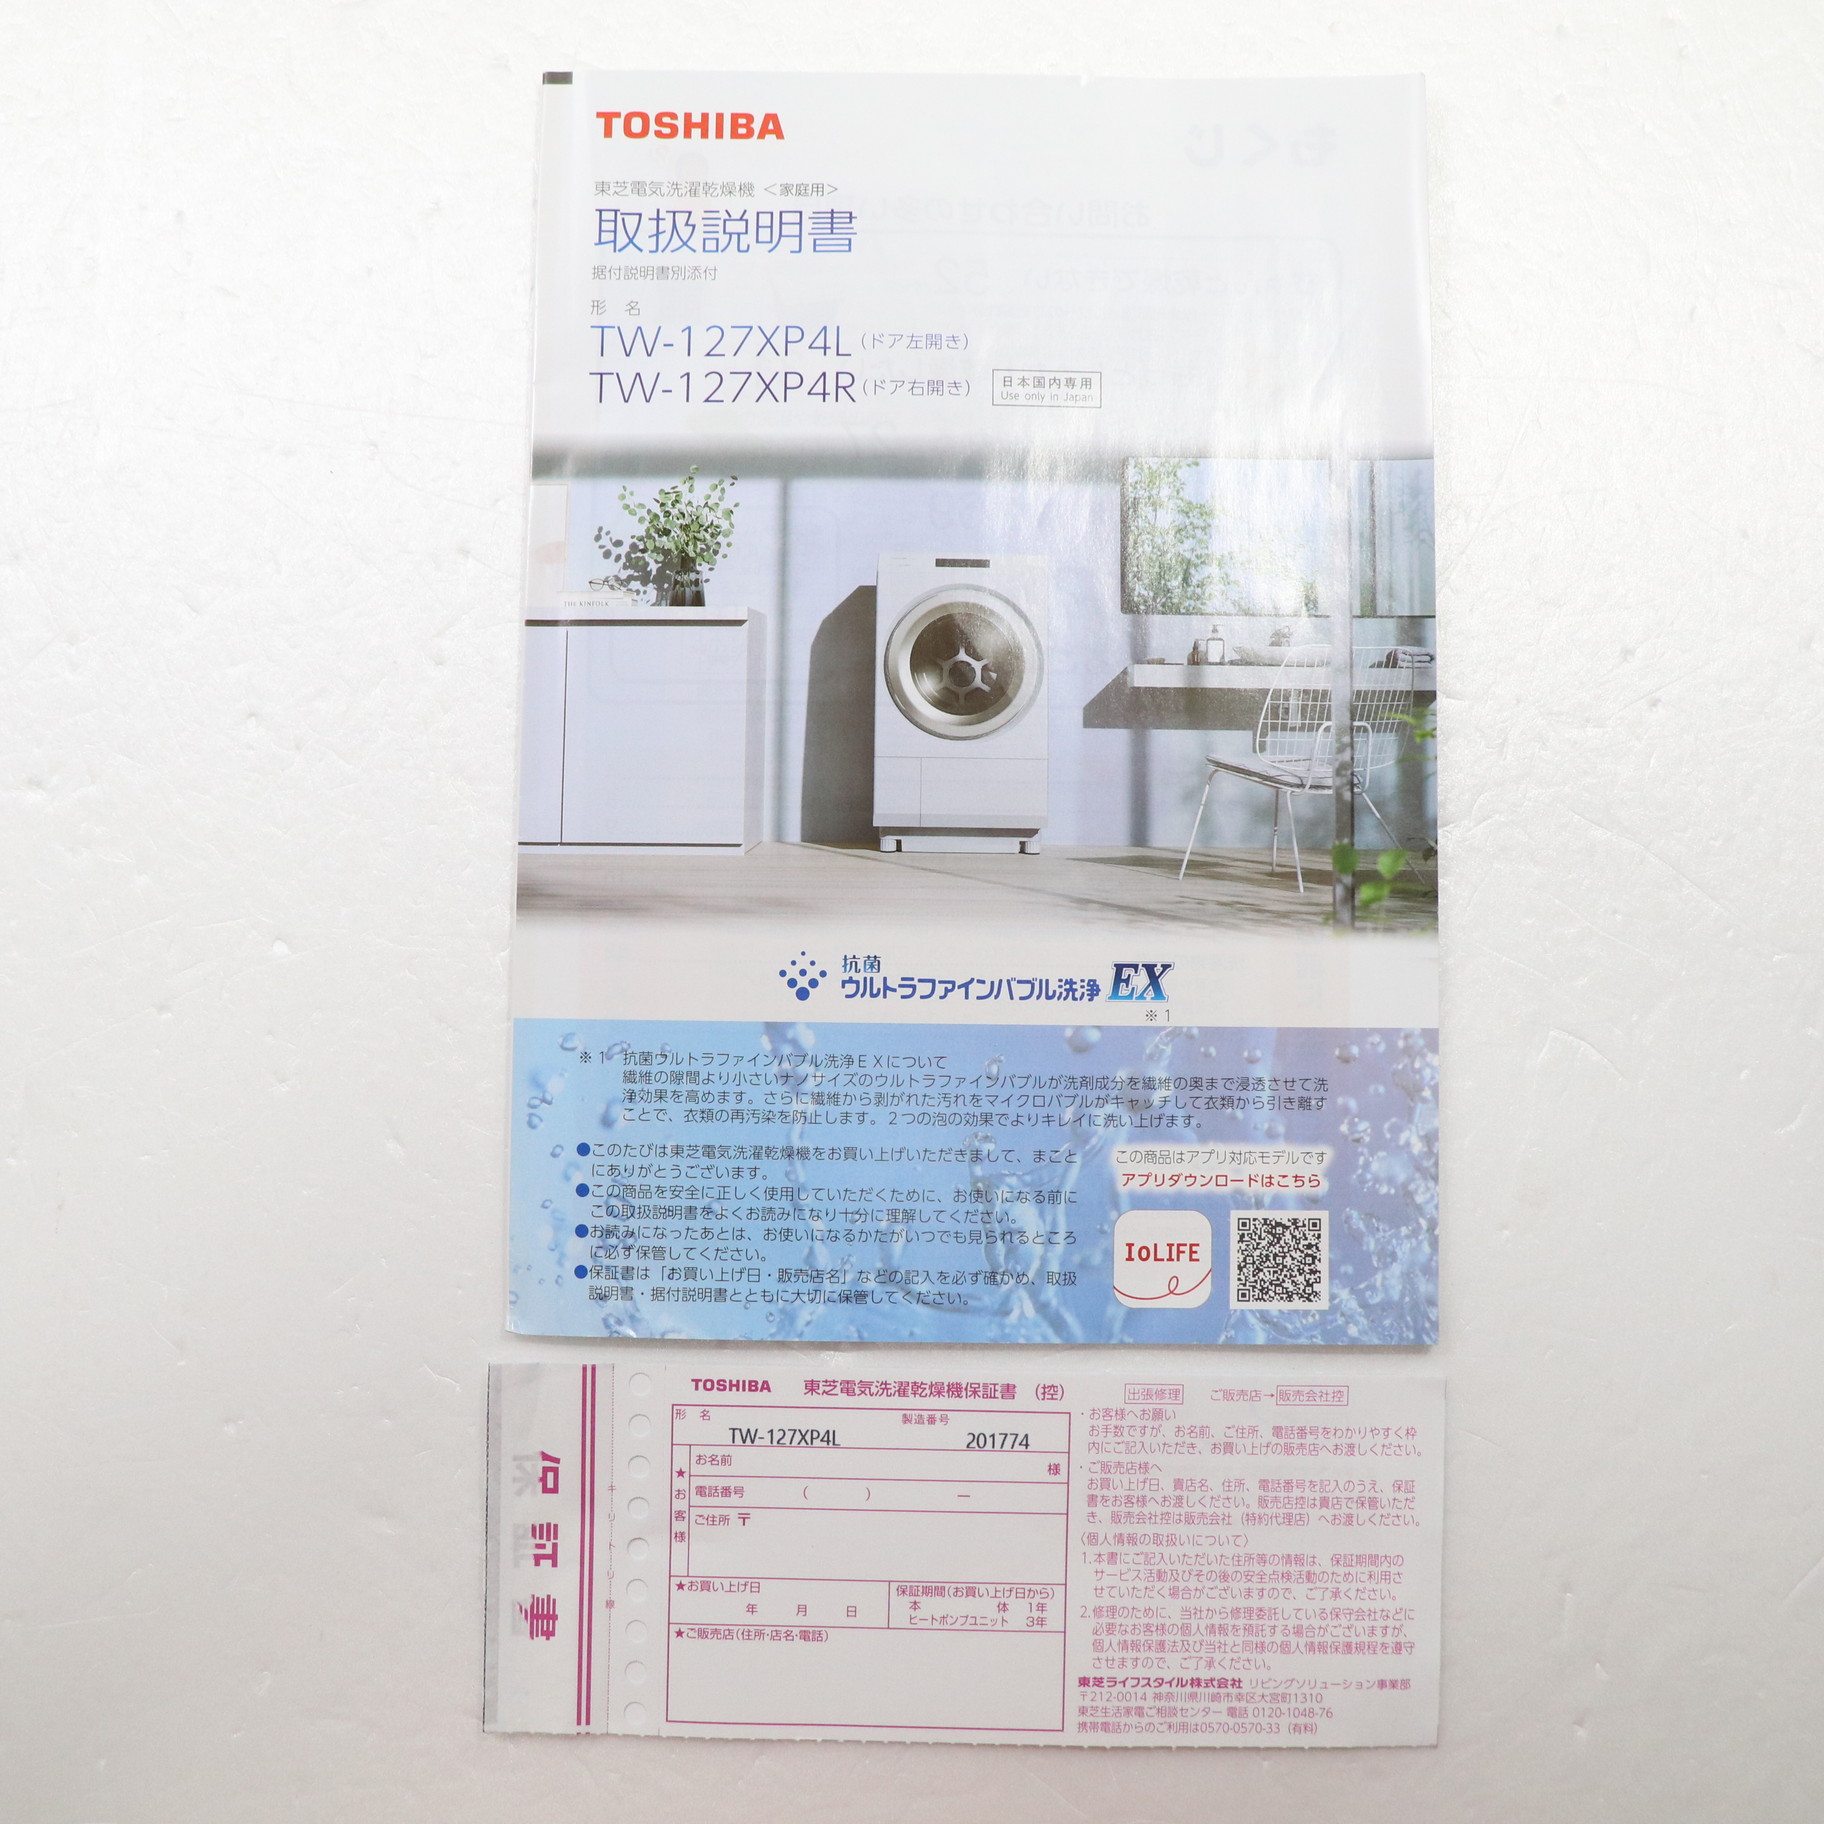 TOSHIBA
東芝電気洗濯乾燥機 <家庭用>
取扱説明書
据付説明書別添付
形 名
TW-127XP4L (ドア左開き)
TW-127XP4R (ドア右開き)
日本国内専用
Use only in Japan
THE KINFOLK
抗菌
ウルトラファインバブル洗浄EX
※1
※1 抗菌ウルトラファインバブル洗浄EXについて
繊維の隙間より小さいナノサイズのウルトラファインバブルが洗剤成分を繊維の奥まで浸透させて洗
浄効果を高めます。さらに繊維から剥がれた汚れをマイクロバブルがキャッチして衣類から引き離す
ことで、衣類の再汚染を防止します。2つの泡の効果でよりキレイに洗い上げます。
●このたびは東芝電気洗濯乾燥機をお買い上げいただきまして、まこと
にありがとうございます。
●この商品を安全に正しく使用していただくために、お使いになる前に
この取扱説明書をよくお読みになり十分に理解してください。
●お読みになったあとは、お使いになるかたがいつでも見られるところ
に必ず保管してください。
●保証書は「お買い上げ日・販売店名」などの記入を必ず確かめ、取扱
説明書・据付説明書とともに大切に保管してください。
この商品はアプリ対応モデルです
アプリダウンロードはこちら
IoLIFE
保証書
キーリートーリー線
TOSHIBA 東芝電気洗濯乾燥機保証書 (控)
形 名
TW-127XP4L
製造番号
201774
★お客様
お名前
様
電話番号 ( ) ー
ご住所 〒
★お買い上げ日
年 月 日
保証期間(お買い上げ日から)
本 体 1年
ヒートポンプユニット 3年
★ご販売店(住所・店名・電話)
出張修理 ご販売店→販売会社控
・お客様へお願い
お手数ですが、お名前、ご住所、電話番号をわかりやすく枠
内にご記入いただき、お買い上げの販売店へお渡しください。
・ご販売店様へ
お買い上げ日、貴店名、住所、電話番号を記入のうえ、保証
書をお客様へお渡しください。販売店控は貴店で保管いただ
き、販売会社控は販売会社（特約代理店）へお渡しください。
〈個人情報の取扱いについて〉
1.本書にご記入いただいた住所等の情報は、保証期間内の
サービス活動及びその後の安全点検活動のために利用さ
せていただく場合がございますので、ご了承ください。
2.修理のために、当社から修理委託している保守会社などに
必要なお客様の個人情報を預託する場合がございますが、
個人情報保護法及び当社と同様の個人情報保護規程を遵守
させますので、ご了承ください。
東芝ライフスタイル株式会社 リビングソリューション事業部
〒212-0014 神奈川県川崎市幸区大宮町1310
東芝生活家電ご相談センター 電話 0120-1048-76
携帯電話からのご利用は0570-0570-33（有料）